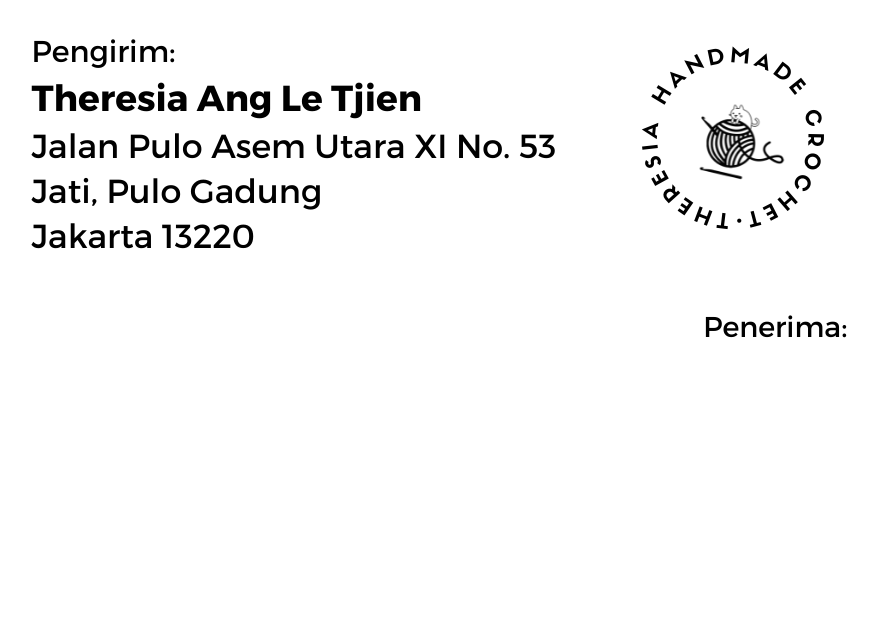 Pengirim:
Theresia Ang Le Tjien
Jalan Pulo Asem Utara XI No. 53
Jati, Pulo Gadung
Jakarta 13220
THERESIA HANDMADE CROCHET·
Penerima: